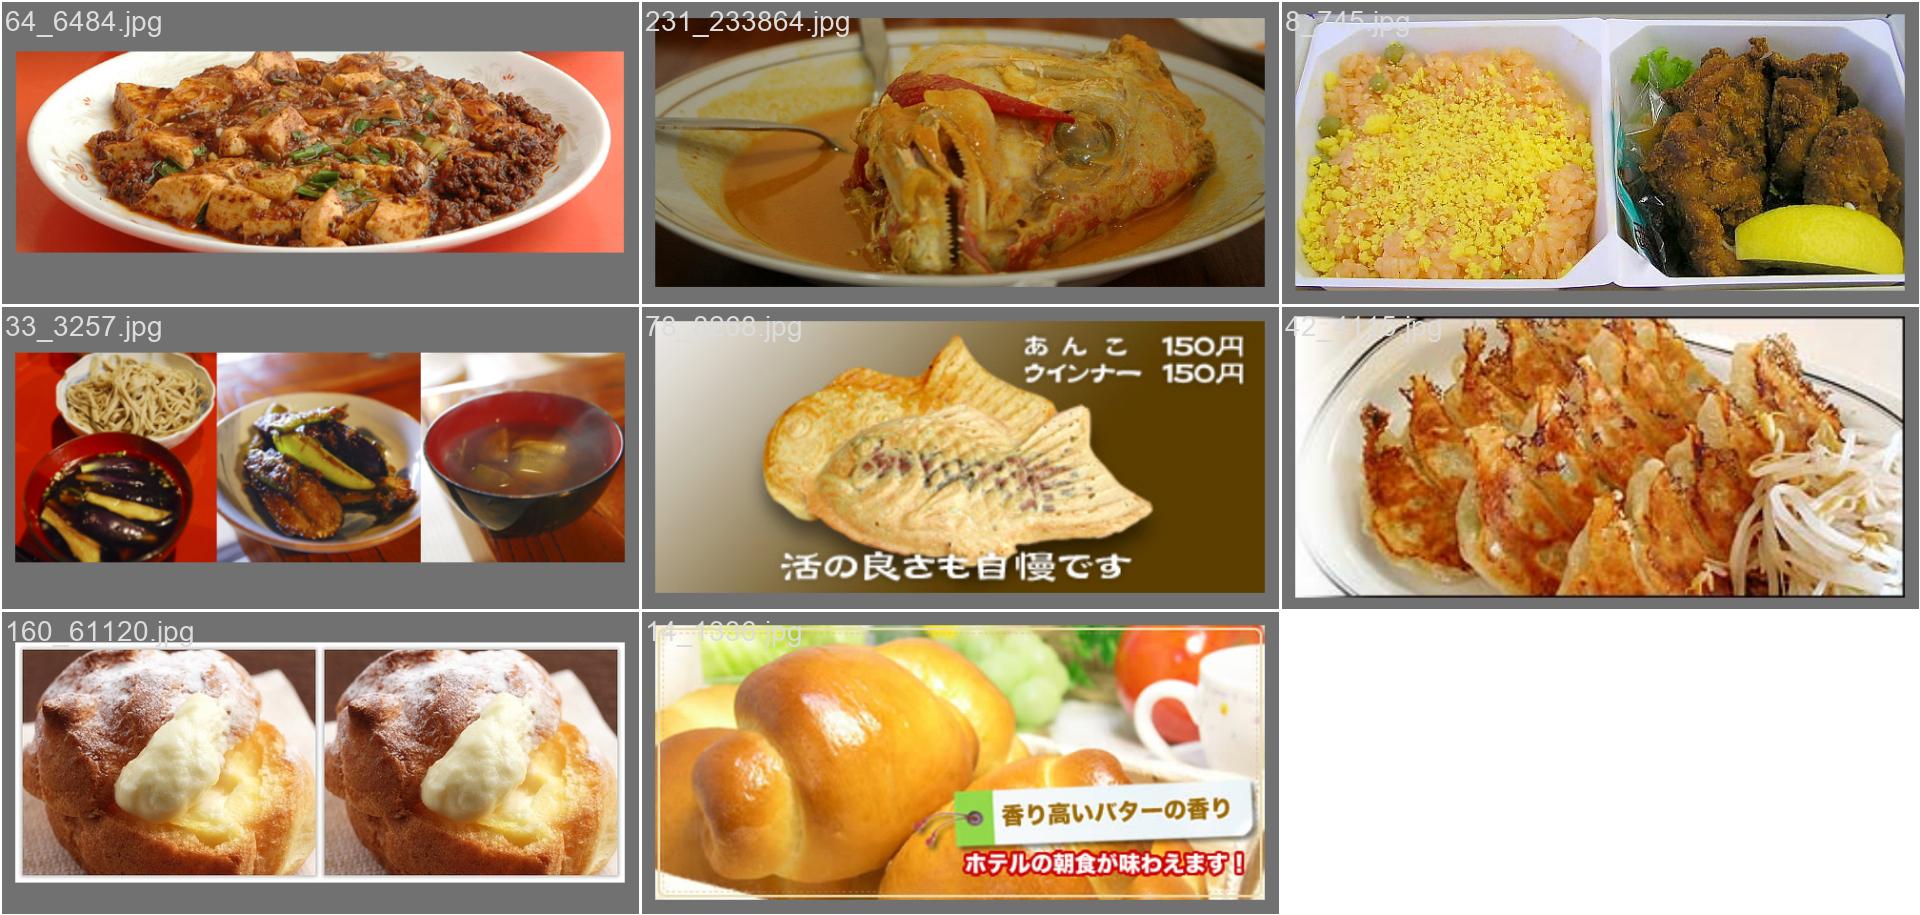 64_6484.jpg
231_233864.jpg
8_745.jpg
33_3257.jpg
あんこ 150円
ウインナー 150円
活の良さも自慢です
160_61120.jpg
香り高いバターの香り
ホテルの朝食が味わえます!